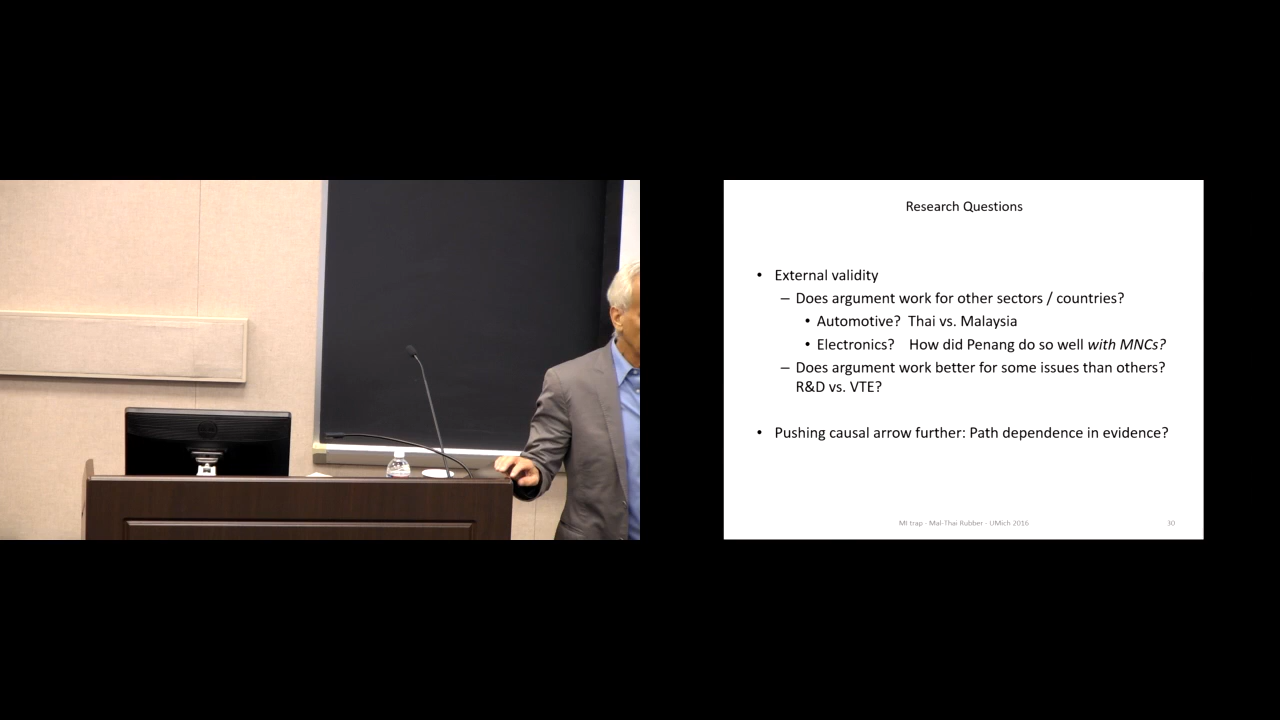 Research Questions
• External validity
– Does argument work for other sectors / countries?
• Automotive? Thai vs. Malaysia
• Electronics? How did Penang do so well with MNCs?
– Does argument work better for some issues than others?
R&D vs. VTE?
• Pushing causal arrow further: Path dependence in evidence?
MI trap - Mal-Thai Rubber - UMich 2016
30